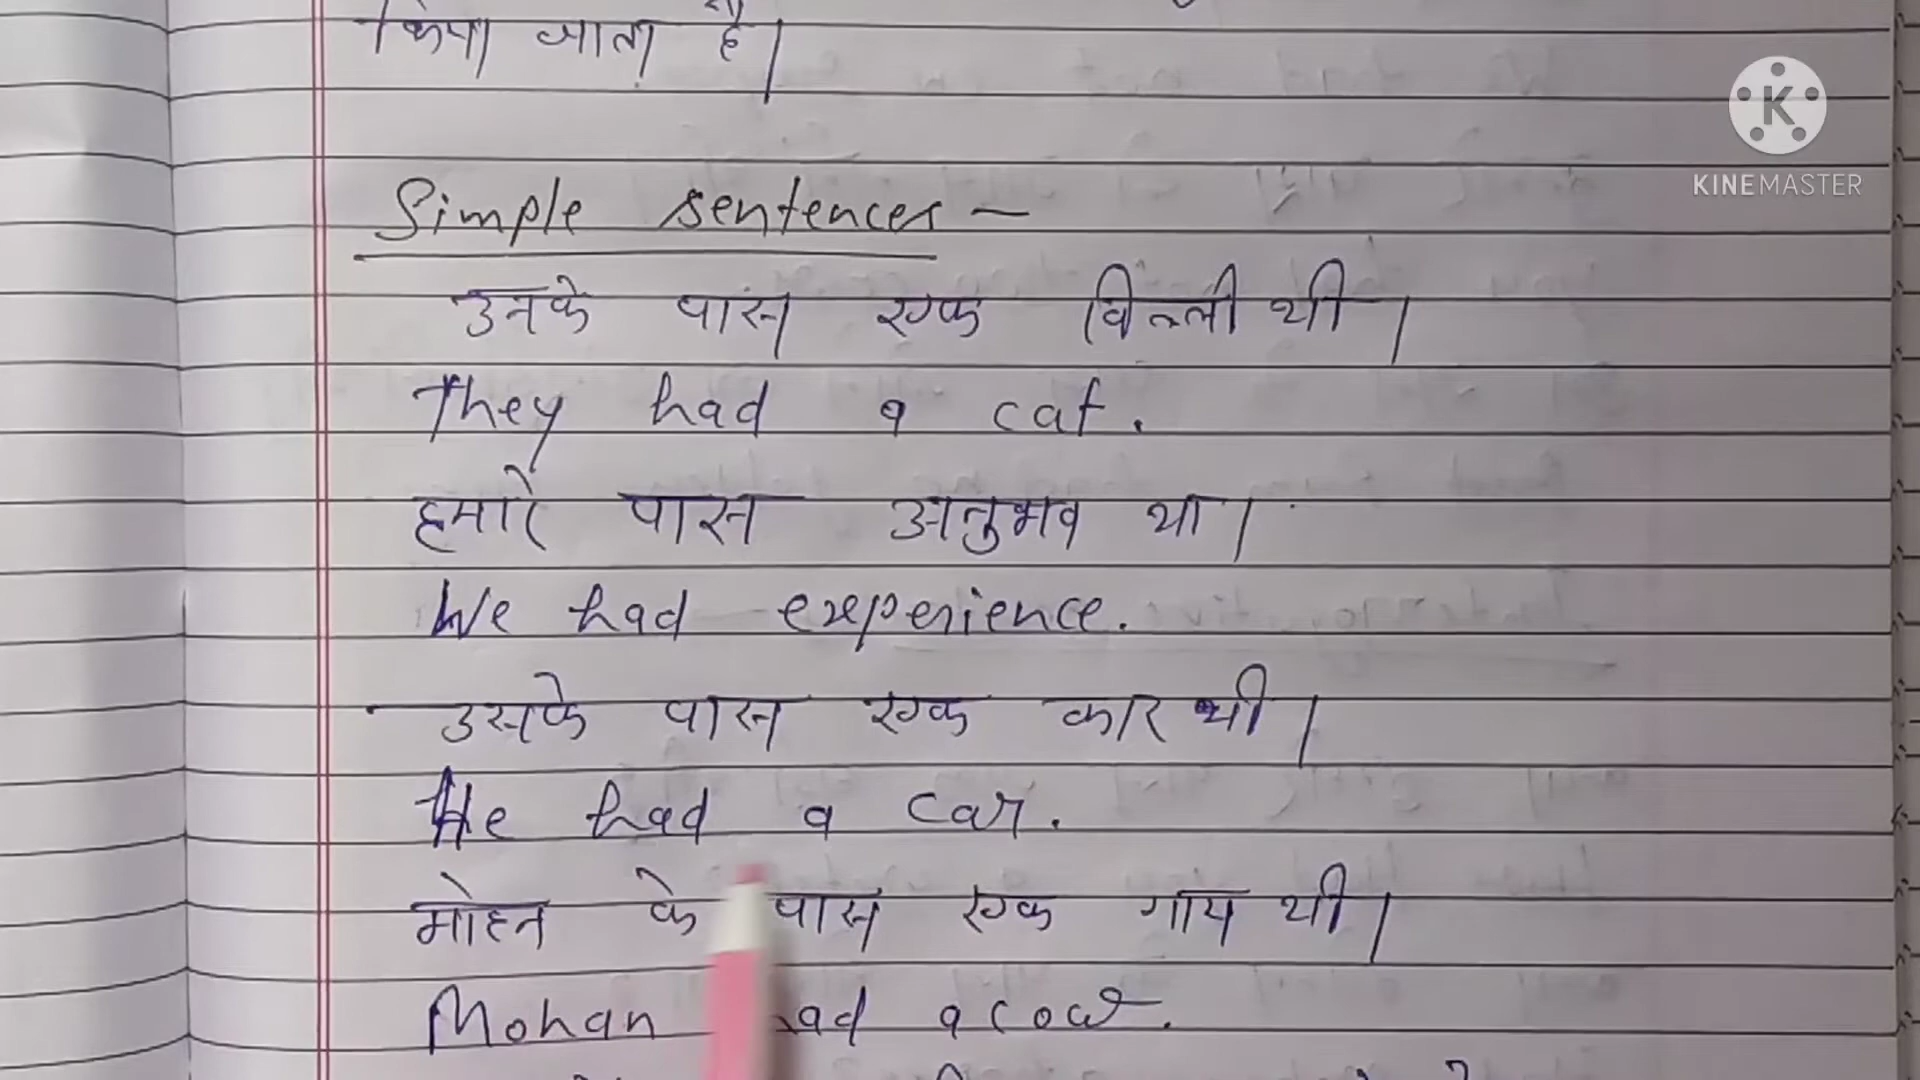 किया जाता है।
KINEMASTER
Simple sentences –
उनके पास एक बिल्ली थी।
They had a cat.
हमारे पास अनुभव था।
We had experience.
उसके पास एक कार थी।
He had a car.
मोहन के पास एक गाय थी।
Mohan had a cow.